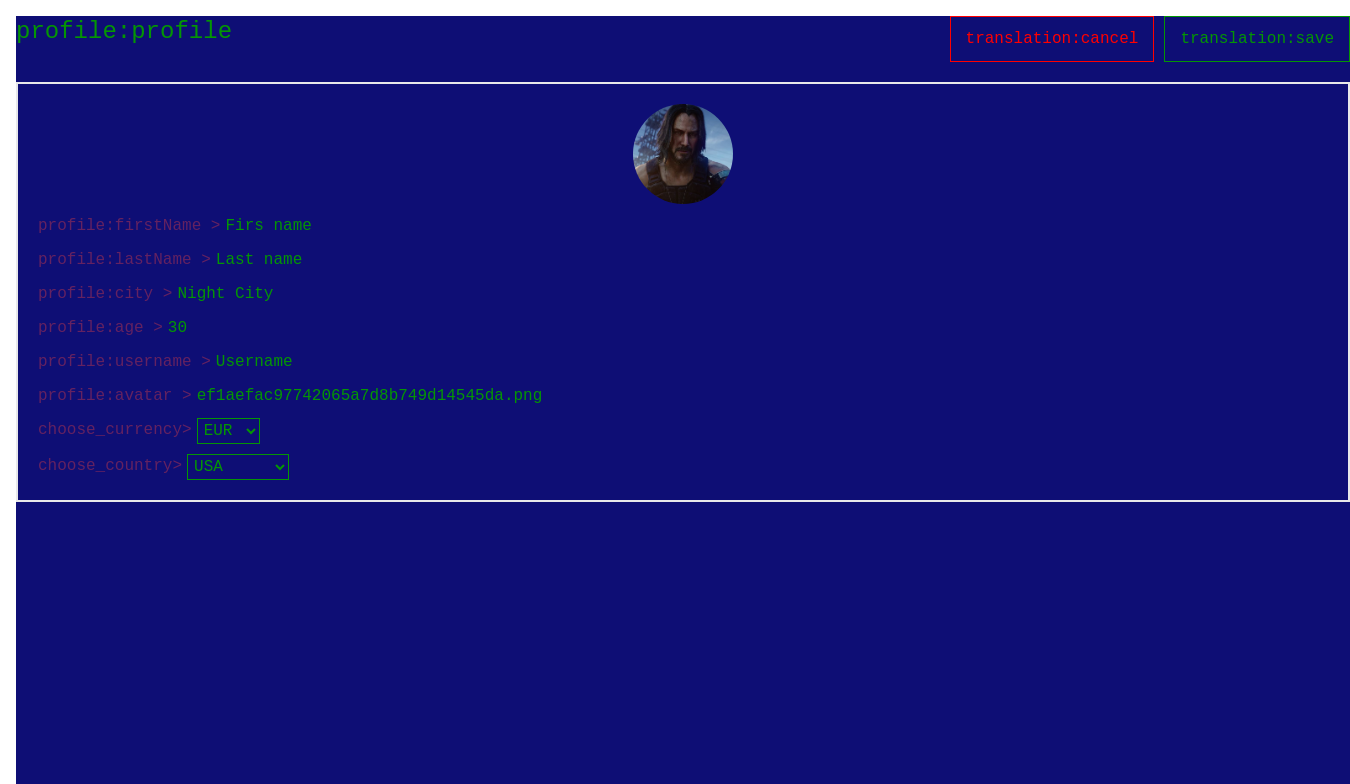 profile:profile
translation:cancel
translation:save
profile:firstName > Firs name
profile:lastName > Last name
profile:city > Night City
profile:age > 30
profile:username > Username
profile:avatar > ef1aefac97742065a7d8b749d14545da.png
choose_currency> EUR
choose_country> USA